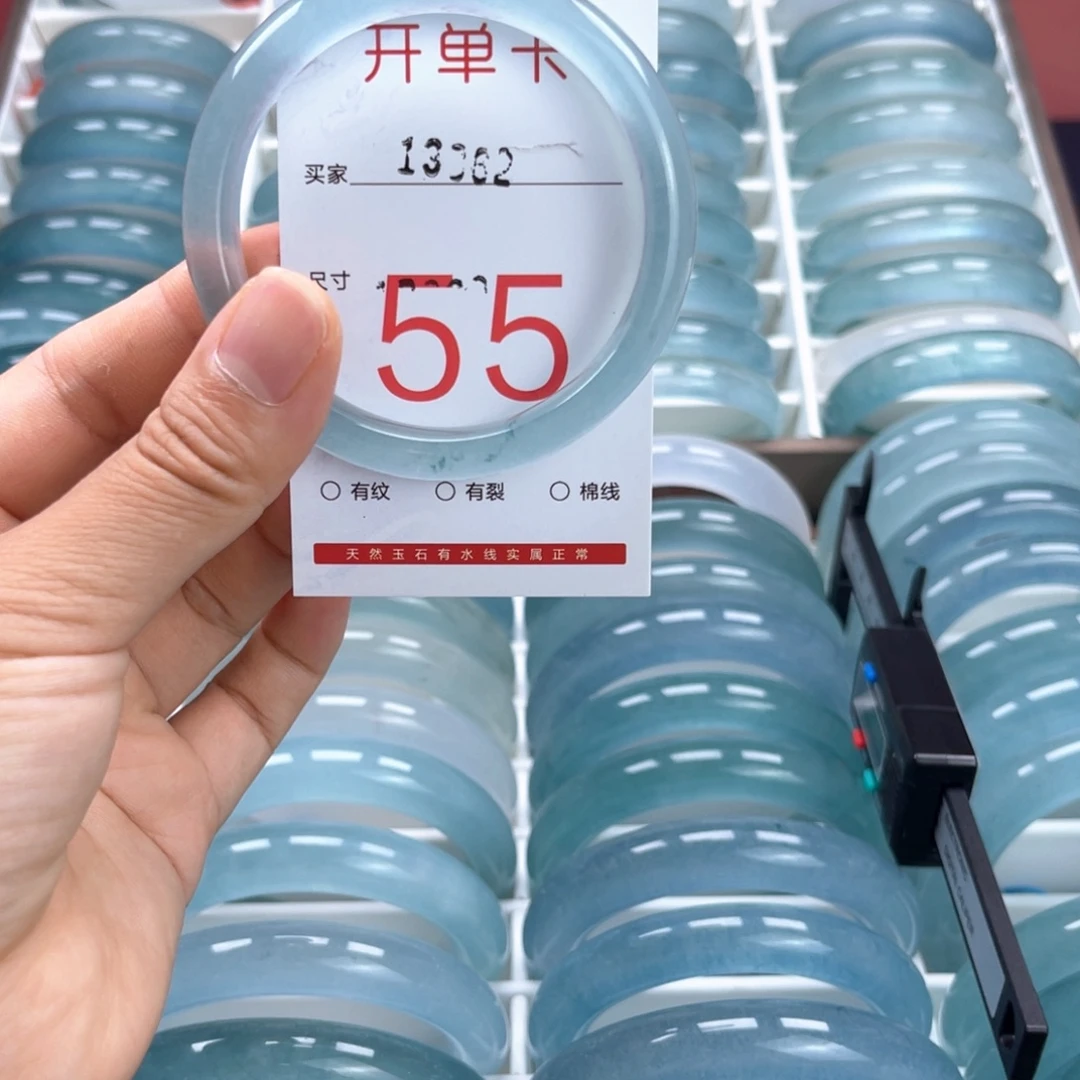 开单卡
买家 13362
尺寸
55
有纹 有裂 棉线
天然玉石有水线实属正常